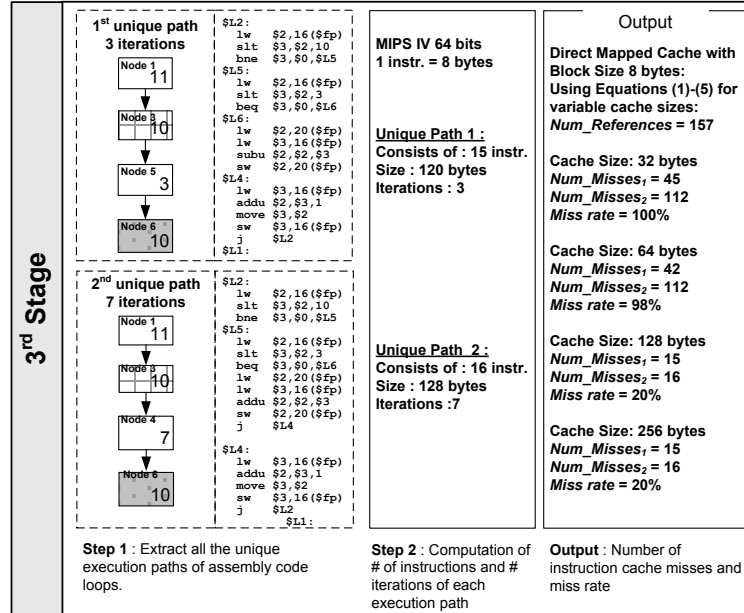 3rd Stage
1st unique path
3 iterations
Node 1
11
Node 3
10
Node 5
3
Node 6
10
$L2:
lw $2,16($fp)
slt $3,$2,10
bne $3,$0,$L5
$L5:
lw $2,16($fp)
slt $3,$2,3
beq $3,$0,$L6
$L6:
lw $2,20($fp)
lw $3,16($fp)
subu $2,$2,$3
sw $2,20($fp)
$L4:
lw $3,16($fp)
addu $2,$3,1
move $3,$2
sw $3,16($fp)
j $L2
$L1:
2nd unique path
7 iterations
Node 1
11
Node 3
10
Node 4
7
Node 6
10
$L2:
lw $2,16($fp)
slt $3,$2,10
bne $3,$0,$L5
$L5:
lw $2,16($fp)
slt $3,$2,3
beq $3,$0,$L6
lw $2,20($fp)
lw $3,16($fp)
addu $2,$2,$3
sw $2,20($fp)
j $L4
$L4:
lw $3,16($fp)
addu $2,$3,1
move $3,$2
sw $3,16($fp)
j $L2
$L1:
Step 1 : Extract all the unique
execution paths of assembly code
loops.
MIPS IV 64 bits
1 instr. = 8 bytes
Unique Path 1 :
Consists of : 15 instr.
Size : 120 bytes
Iterations : 3
Unique Path 2 :
Consists of : 16 instr.
Size : 128 bytes
Iterations :7
Step 2 : Computation of
# of instructions and #
iterations of each
execution path
Output
Direct Mapped Cache with
Block Size 8 bytes:
Using Equations (1)-(5) for
variable cache sizes:
Num_References = 157
Cache Size: 32 bytes
Num_Misses1 = 45
Num_Misses2 = 112
Miss rate = 100%
Cache Size: 64 bytes
Num_Misses1 = 42
Num_Misses2 = 112
Miss rate = 98%
Cache Size: 128 bytes
Num_Misses1 = 15
Num_Misses2 = 16
Miss rate = 20%
Cache Size: 256 bytes
Num_Misses1 = 15
Num_Misses2 = 16
Miss rate = 20%
Output : Number of
instruction cache misses and
miss rate